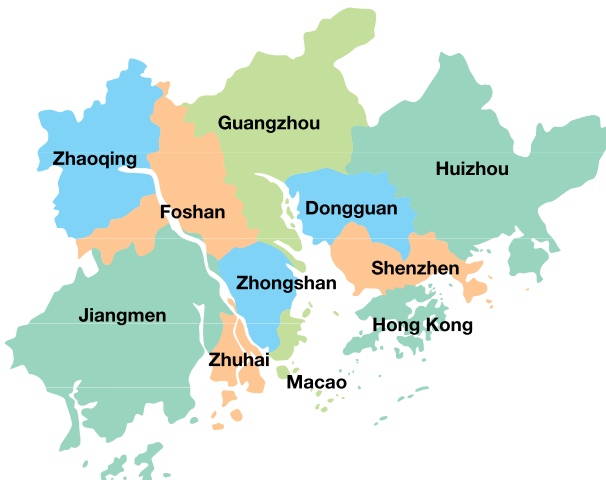 Guangzhou
Zhaoqing
Huizhou
Foshan
Dongguan
Shenzhen
Zhongshan
Jiangmen
Hong Kong
Zhuhai
Macao